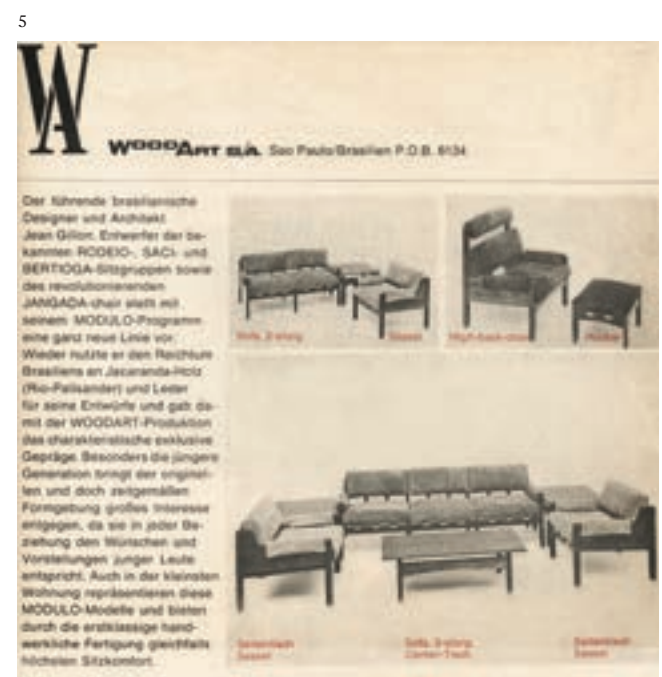 5
WA
WOODART S.A. Sao Paulo/Brasilien P.O.B. 6134
Der führende brasilianische
Designer und Architekt
Jean Gillon, Entwerfer der be-
kannten RODEIO-, SACI- und
BERTIOGA-Sitzgruppen sowie
des revolutionierenden
JANGADA-chair stellt mit
seinem MODULO-Programm
eine ganz neue Linie vor.
Wieder nutzte er den Reichtum
Brasiliens an Jacaranda-Holz
(Rio-Palisander) und Leder
für seine Entwürfe und gab da-
mit der WOODART-Produktion
das charakteristische exklusive
Gepräge. Besonders die jüngere
Generation bringt der originel-
len und doch zeitgemäßen
Formgebung großes Interesse
entgegen, da sie in jeder Be-
ziehung den Wünschen und
Vorstellungen junger Leute
entspricht. Auch in der kleinsten
Wohnung repräsentieren diese
MODULO-Modelle und bieten
durch die erstklassige hand-
werkliche Fertigung gleichfalls
höchsten Sitzkomfort.
Sofa, 2-sitzig
Sessel
High-back-chair
Hocker
Seitentisch
Sessel
Sofa, 3-sitzig
Center-Tisch
Seitentisch
Sessel